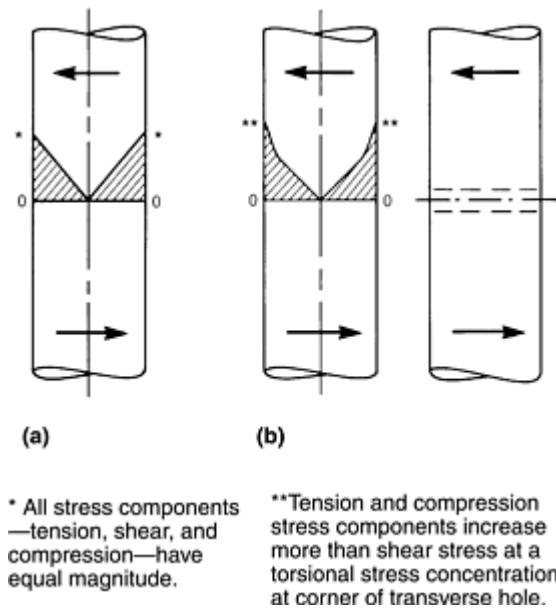 *
*
0
0
**
**
0
0
(a)
(b)
* All stress components
—tension, shear, and
compression—have
equal magnitude.
**Tension and compression
stress components increase
more than shear stress at a
torsional stress concentration
at corner of transverse hole.